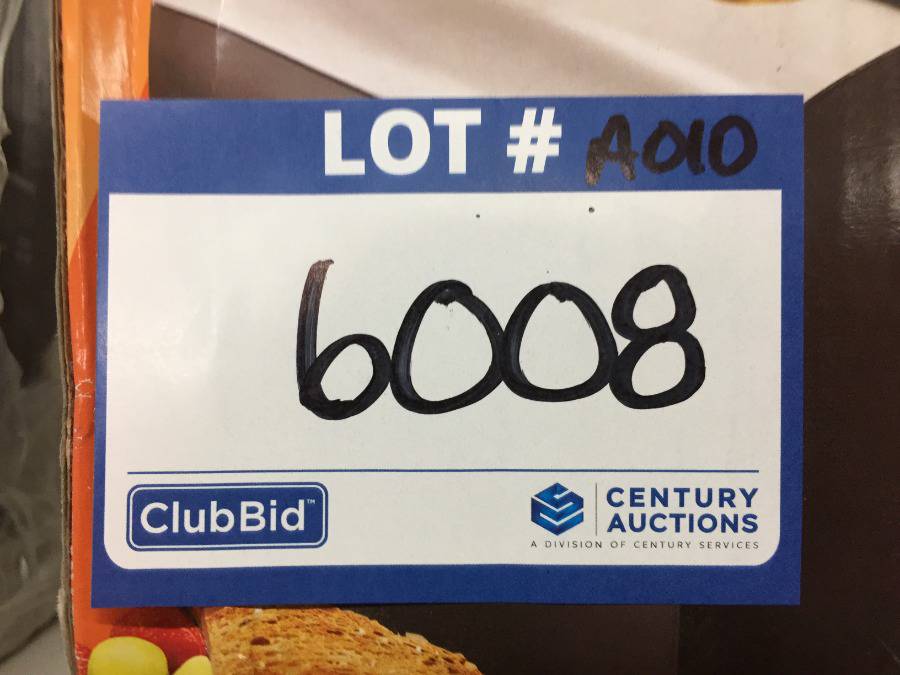 LOT # A010
6008
ClubBid™
CENTURY
AUCTIONS
A DIVISION OF CENTURY SERVICES